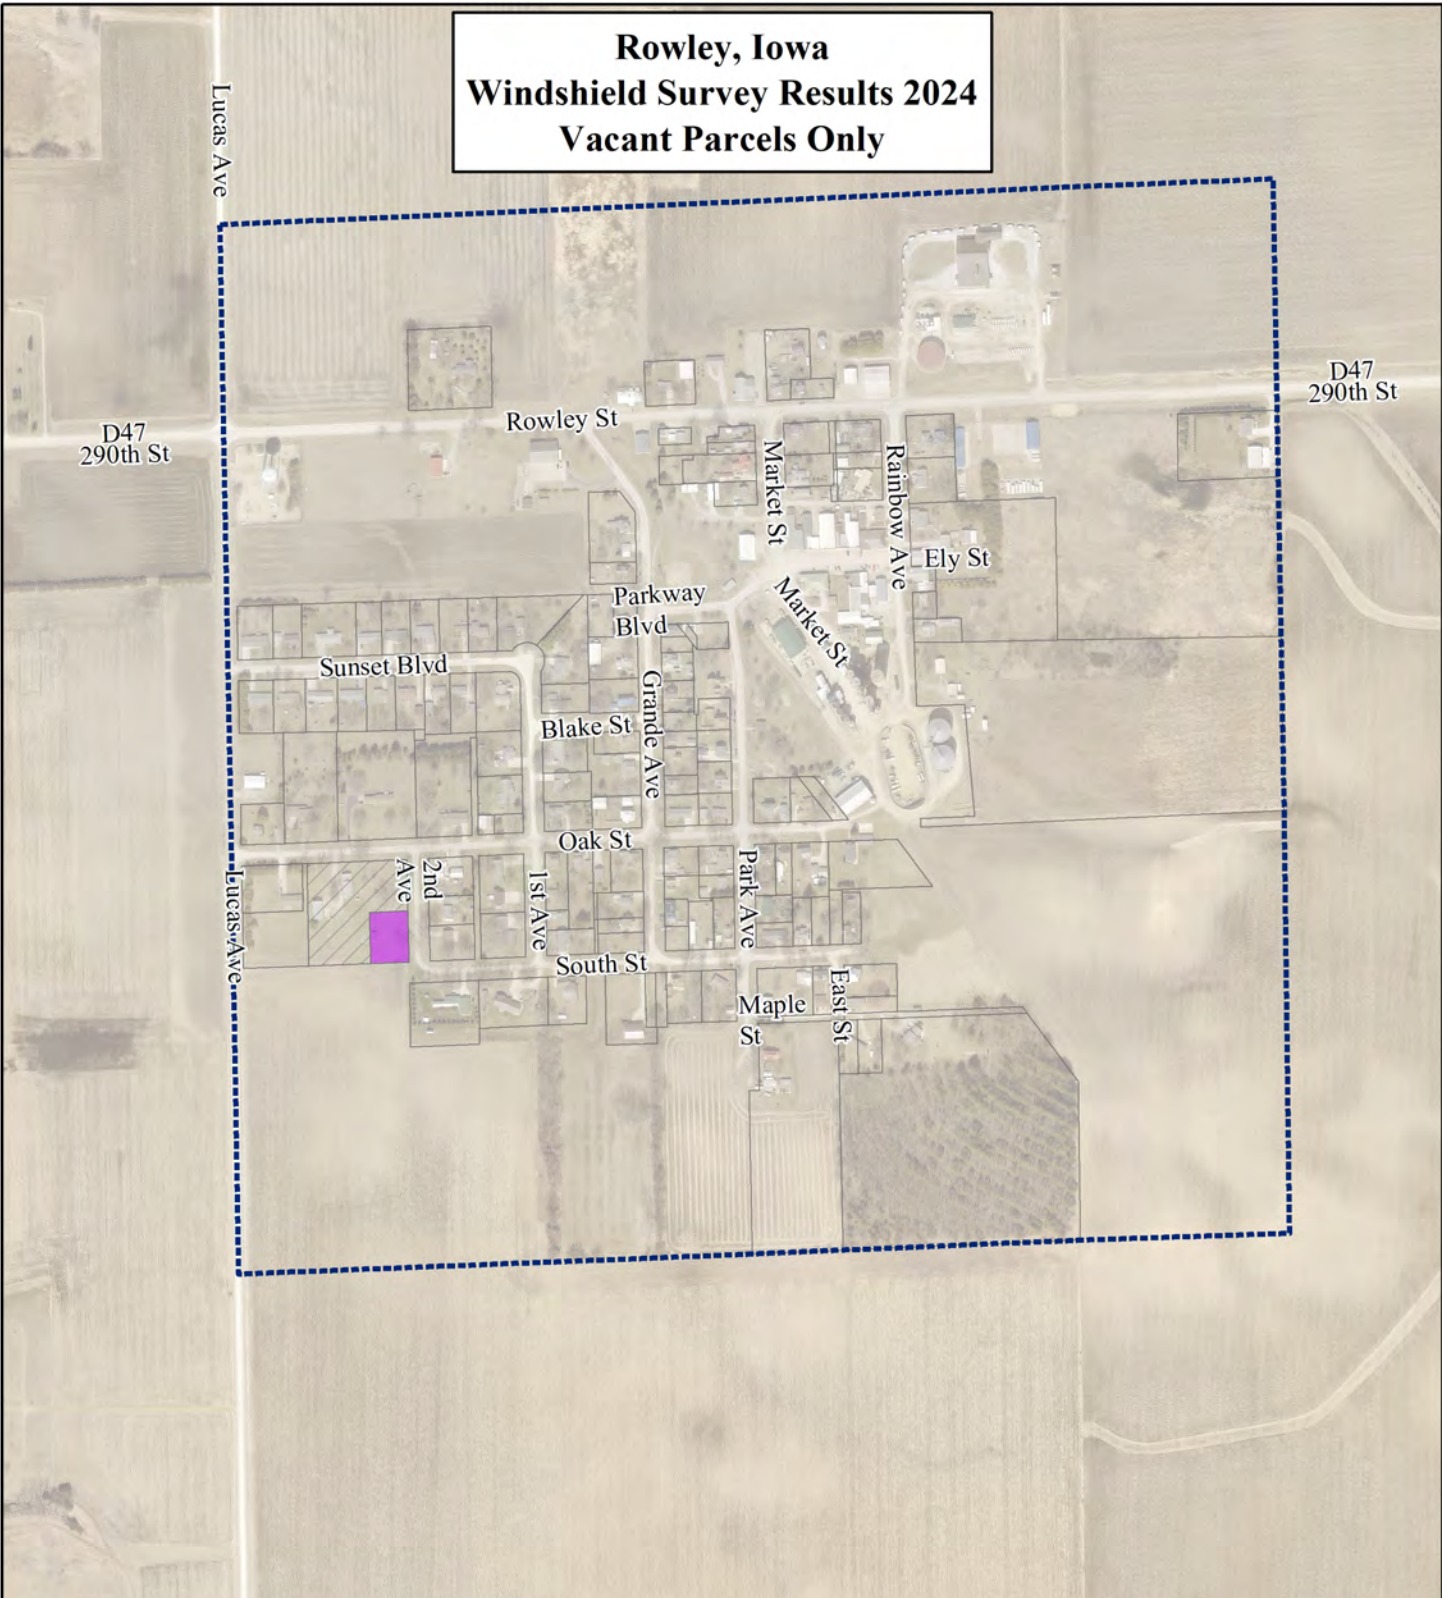 Rowley, Iowa
Windshield Survey Results 2024
Vacant Parcels Only
Lucas Ave
D47
290th St
D47
290th St
Rowley St
Market St
Rainbow Ave
Ely St
Parkway
Blvd
Market St
Sunset Blvd
Grande Ave
Blake St
Oak St
Lucas Ave
2nd
Ave
1st Ave
Park Ave
South St
Maple
St
East St